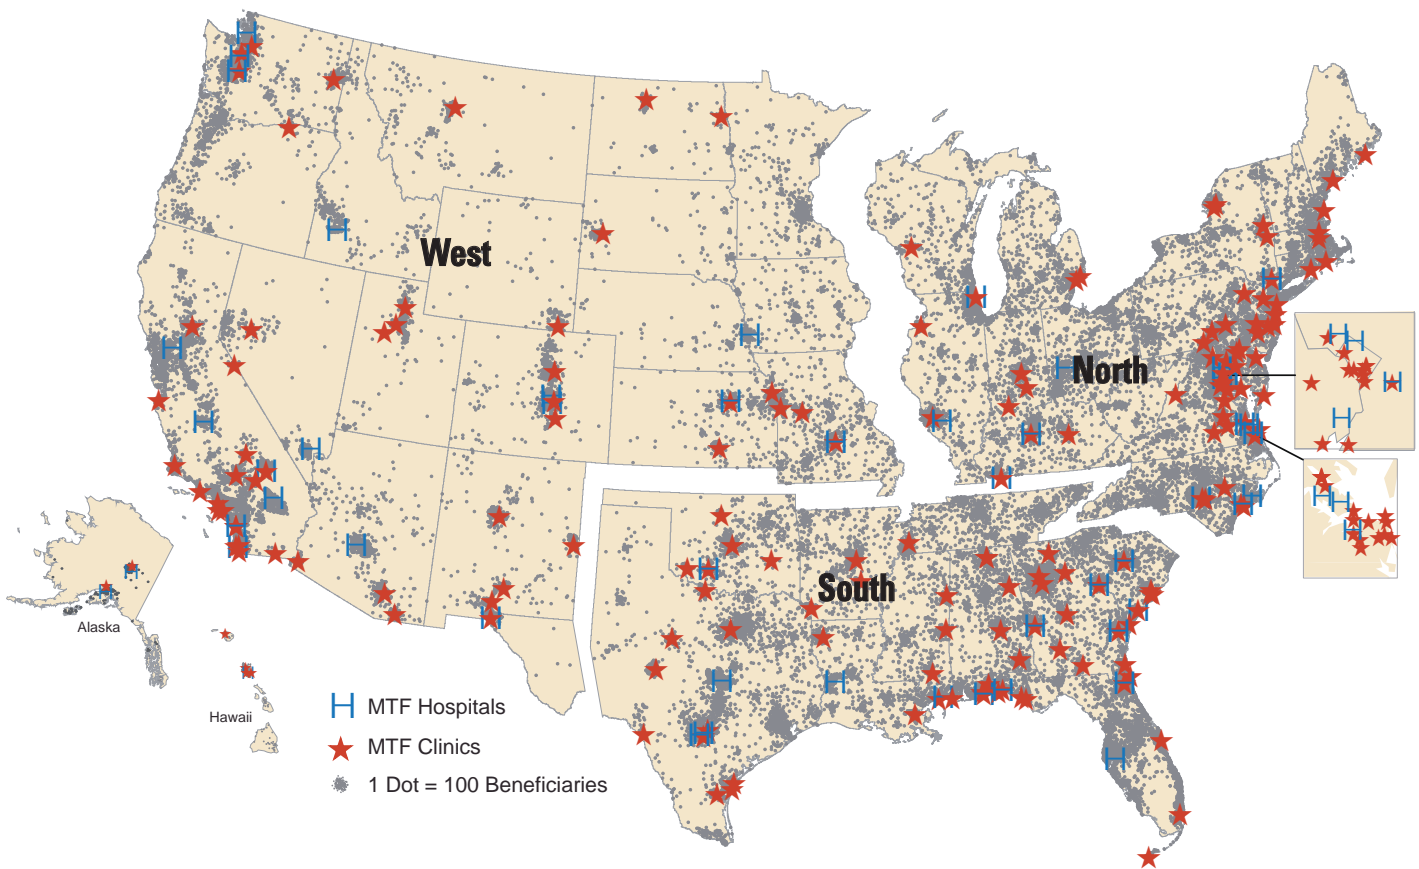 West
North
South
Alaska
Hawaii
MTF Hospitals
MTF Clinics
1 Dot = 100 Beneficiaries